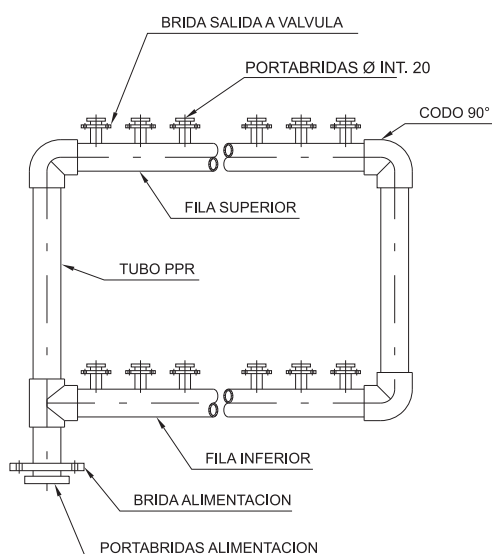 BRIDA SALIDA A VALVULA
PORTABRIDAS Ø INT. 20
CODO 90°
FILA SUPERIOR
TUBO PPR
FILA INFERIOR
BRIDA ALIMENTACION
PORTABRIDAS ALIMENTACION